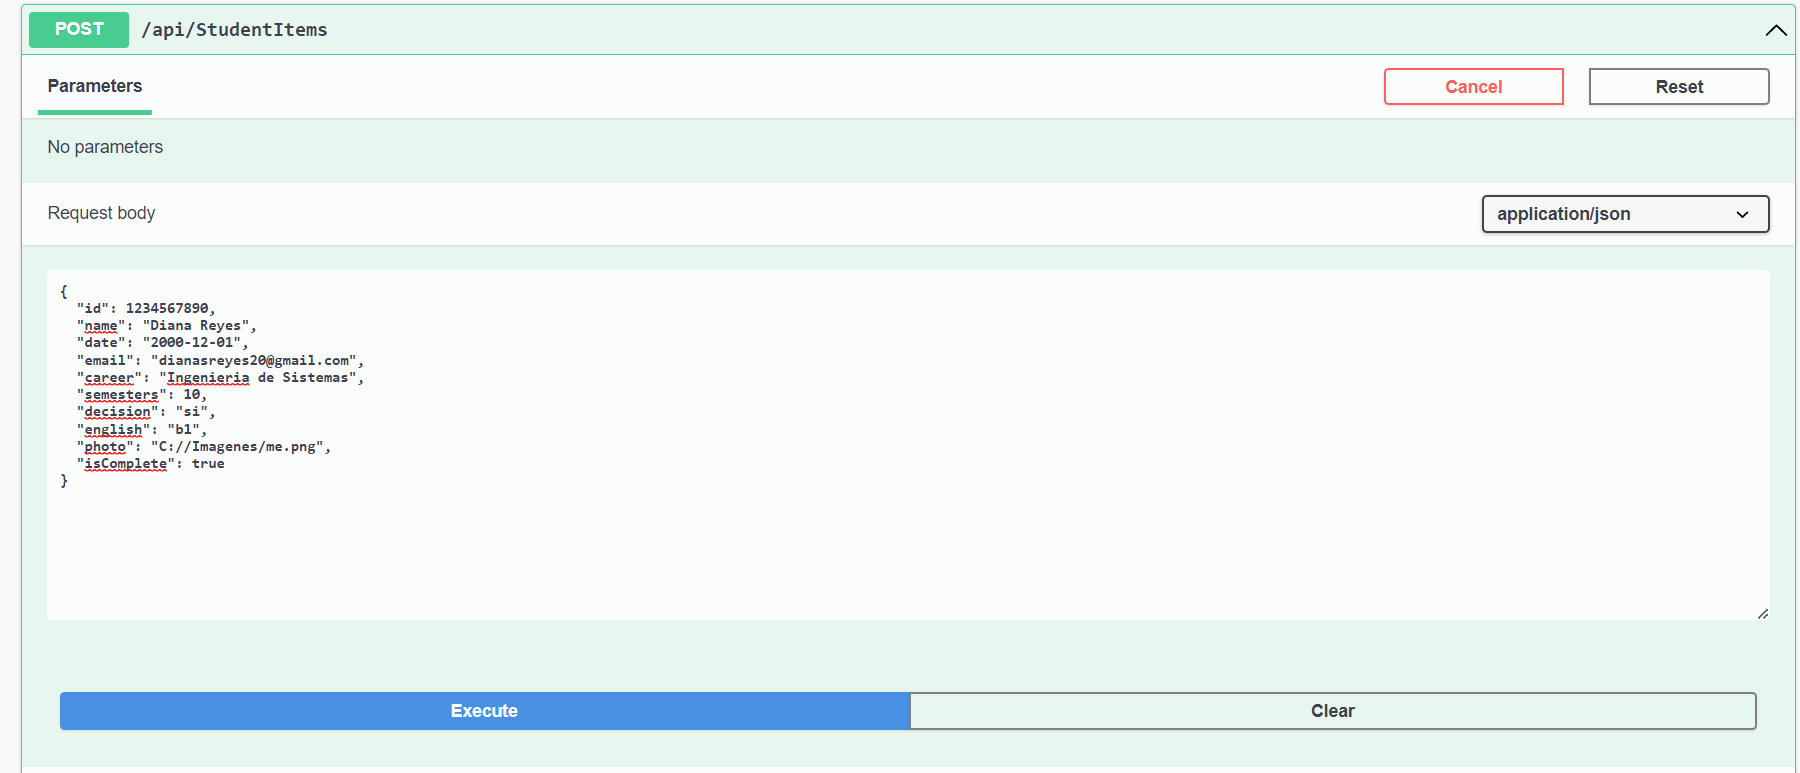 POST /api/StudentItems
Parameters
Cancel
Reset
No parameters
Request body
application/json
{
  "id": 1234567890,
  "name": "Diana Reyes",
  "date": "2000-12-01",
  "email": "dianasreyes20@gmail.com",
  "career": "Ingenieria de Sistemas",
  "semesters": 10,
  "decision": "si",
  "english": "b1",
  "photo": "C://Imagenes/me.png",
  "isComplete": true
}
Execute
Clear